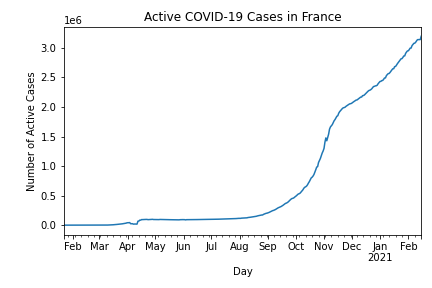 Active COVID-19 Cases in France
1e6
3.0
2.5
2.0
1.5
1.0
0.5
0.0
Number of Active Cases
Feb Mar Apr May Jun Jul Aug Sep Oct Nov Dec Jan Feb
2021
Day